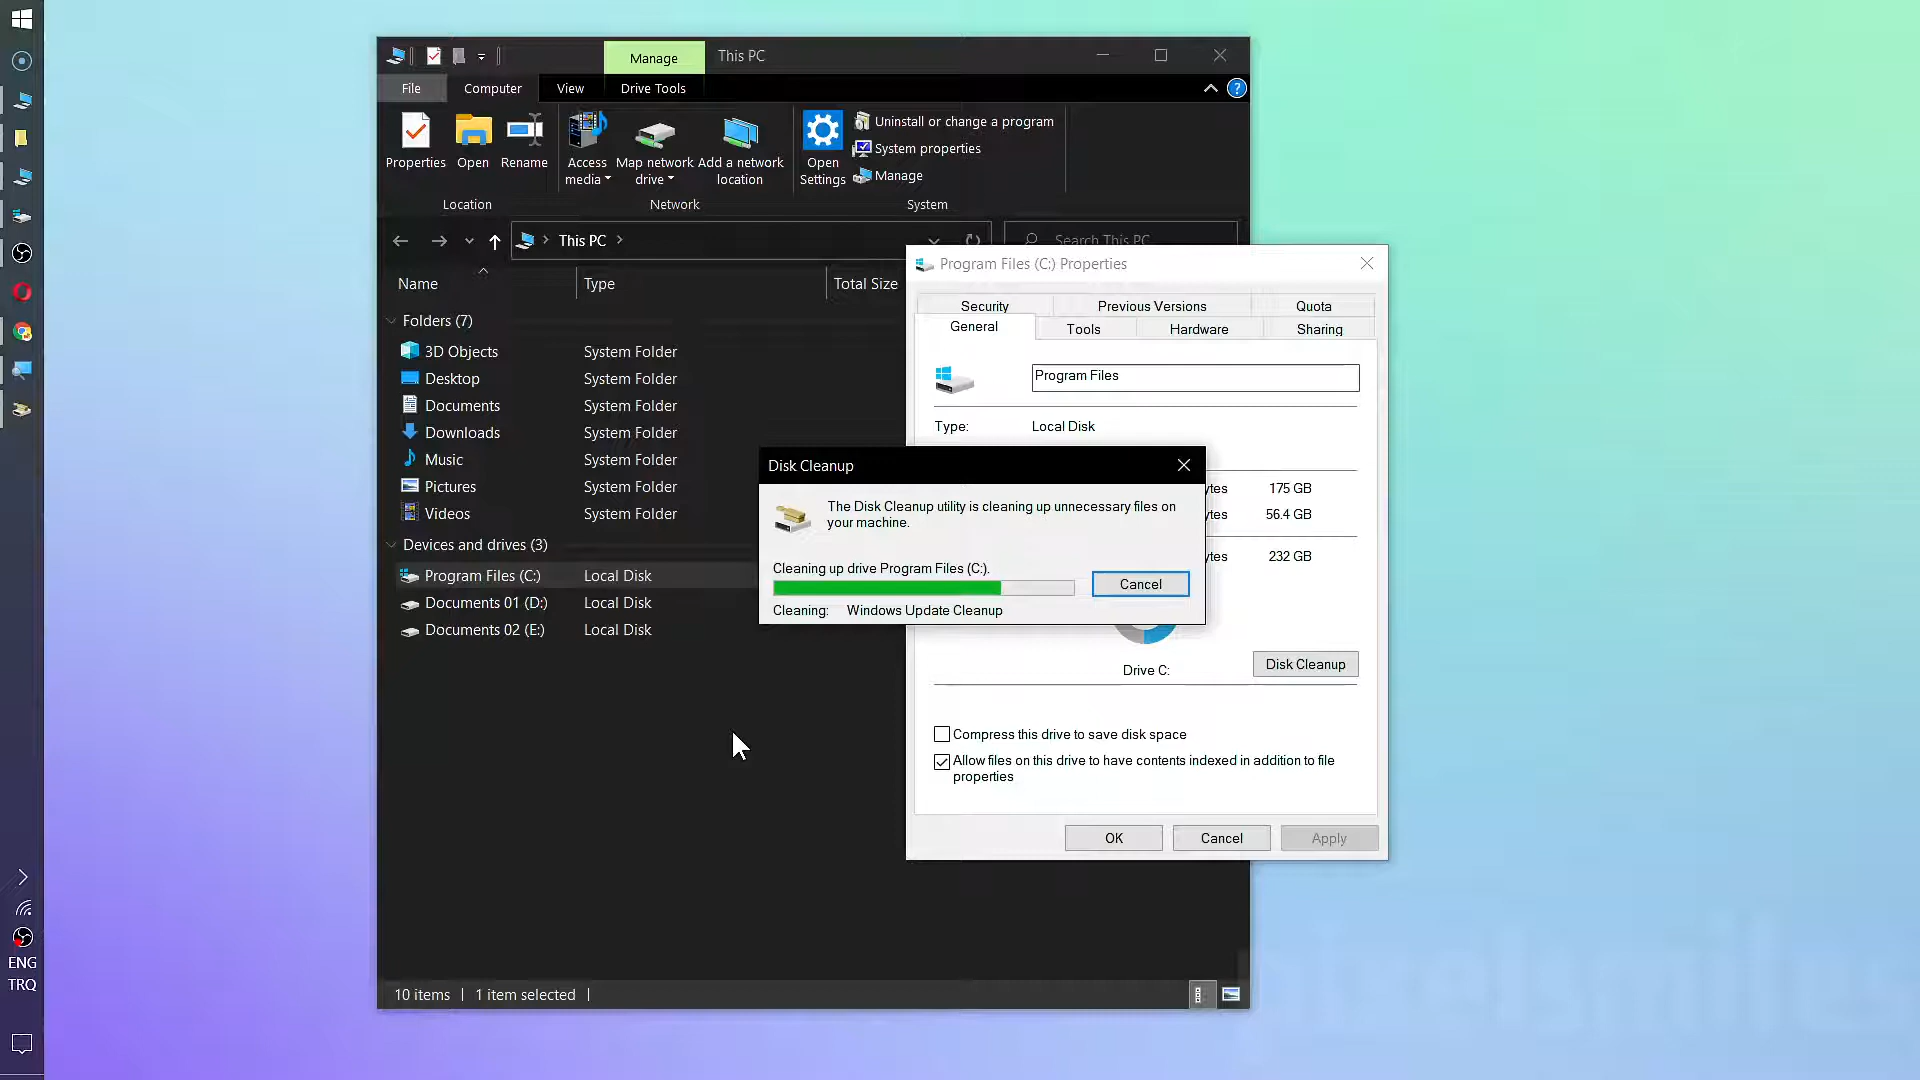 Manage
This PC
File
Computer
View
Drive Tools
Properties
Open
Rename
Access media
Map network drive
Add a network location
Open Settings
Uninstall or change a program
System properties
Manage
Location
Network
System
This PC
Search This PC
Name
Type
Total Size
Folders (7)
3D Objects System Folder
Desktop System Folder
Documents System Folder
Downloads System Folder
Music System Folder
Pictures System Folder
Videos System Folder
Devices and drives (3)
Program Files (C:) Local Disk
Documents 01 (D:) Local Disk
Documents 02 (E:) Local Disk
10 items
1 item selected
Program Files (C:) Properties
Security
Previous Versions
Quota
General
Tools
Hardware
Sharing
Program Files
Type: Local Disk
175 GB
56.4 GB
232 GB
Drive C:
Disk Cleanup
Compress this drive to save disk space
Allow files on this drive to have contents indexed in addition to file
properties
OK
Cancel
Apply
Disk Cleanup
The Disk Cleanup utility is cleaning up unnecessary files on
your machine.
Cleaning up drive Program Files (C:).
Cancel
Cleaning: Windows Update Cleanup
ENG
TRQ